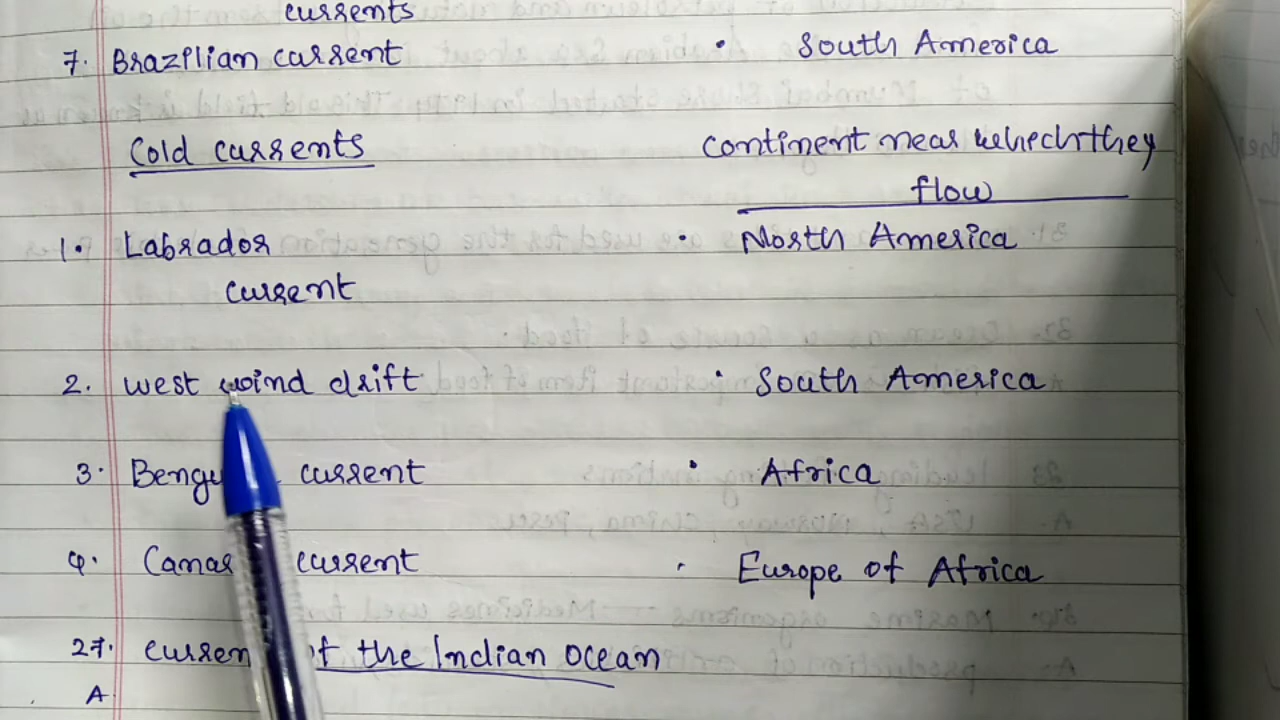 currents
7. Brazilian current • South America
Cold currents continent near which they
flow
1. Labrador • North America
current
2. west wind drift • South America
3. current • Africa
4. current • Europe of Africa
27. the Indian Ocean
A.